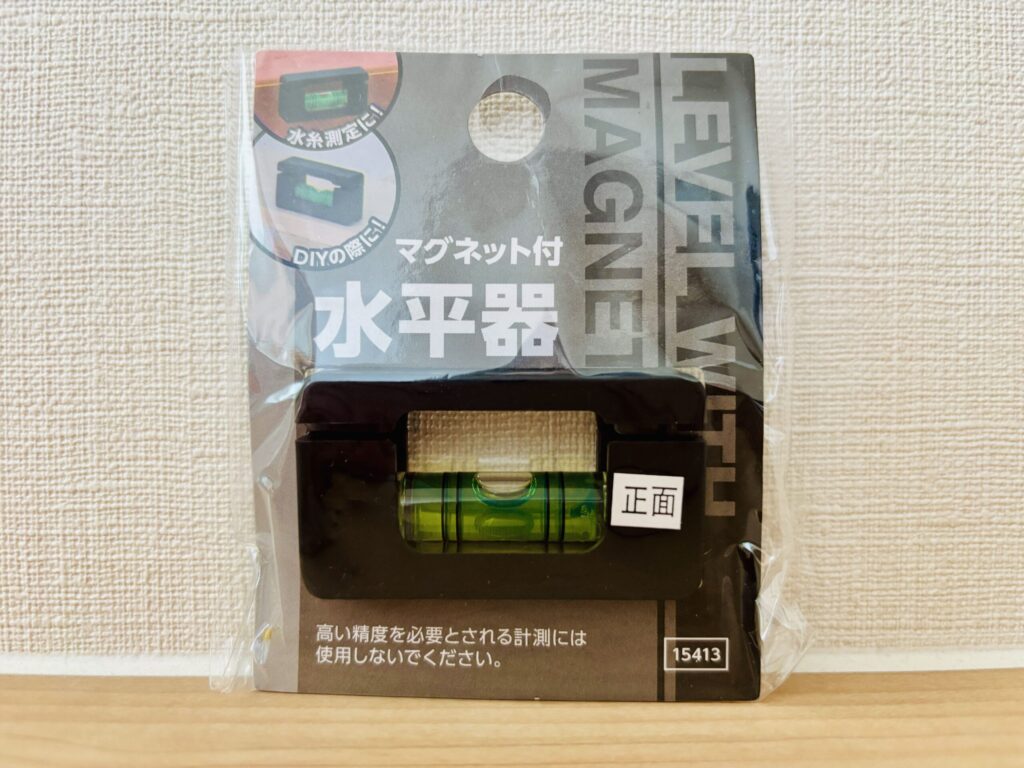 水糸測定に!!
DIYの際に!!
LEVEL WITH
MAGNET
マグネット付
水平器
正面
高い精度を必要とされる計測には
使用しないでください。
15413